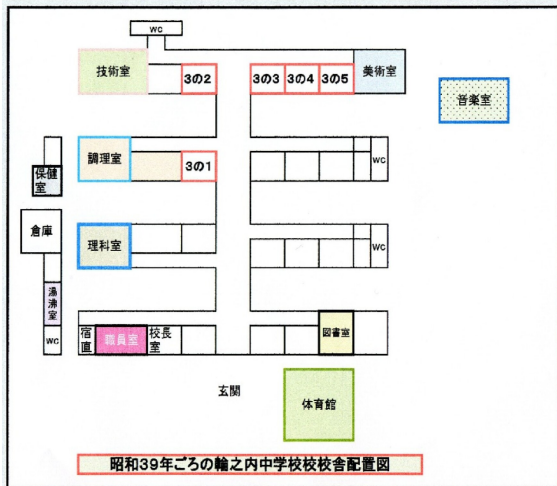 WC
技術室
3の2
3の3
3の4
3の5
美術室
音楽室
調理室
3の1
WC
保健
室
倉庫
理科室
WC
湯沸室
WC
宿直
職員室
校長室
図書室
玄関
体育館
昭和39年ごろの輪之内中学校校校舎配置図